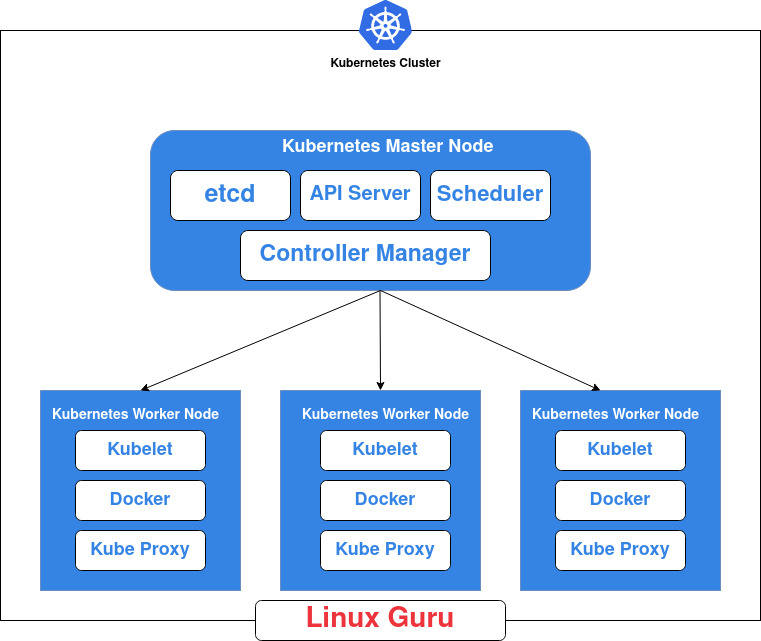 Kubernetes Cluster
Kubernetes Master Node
etcd API Server Scheduler
Controller Manager
Kubernetes Worker Node
Kubelet
Docker
Kube Proxy
Kubernetes Worker Node
Kubelet
Docker
Kube Proxy
Kubernetes Worker Node
Kubelet
Docker
Kube Proxy
Linux Guru